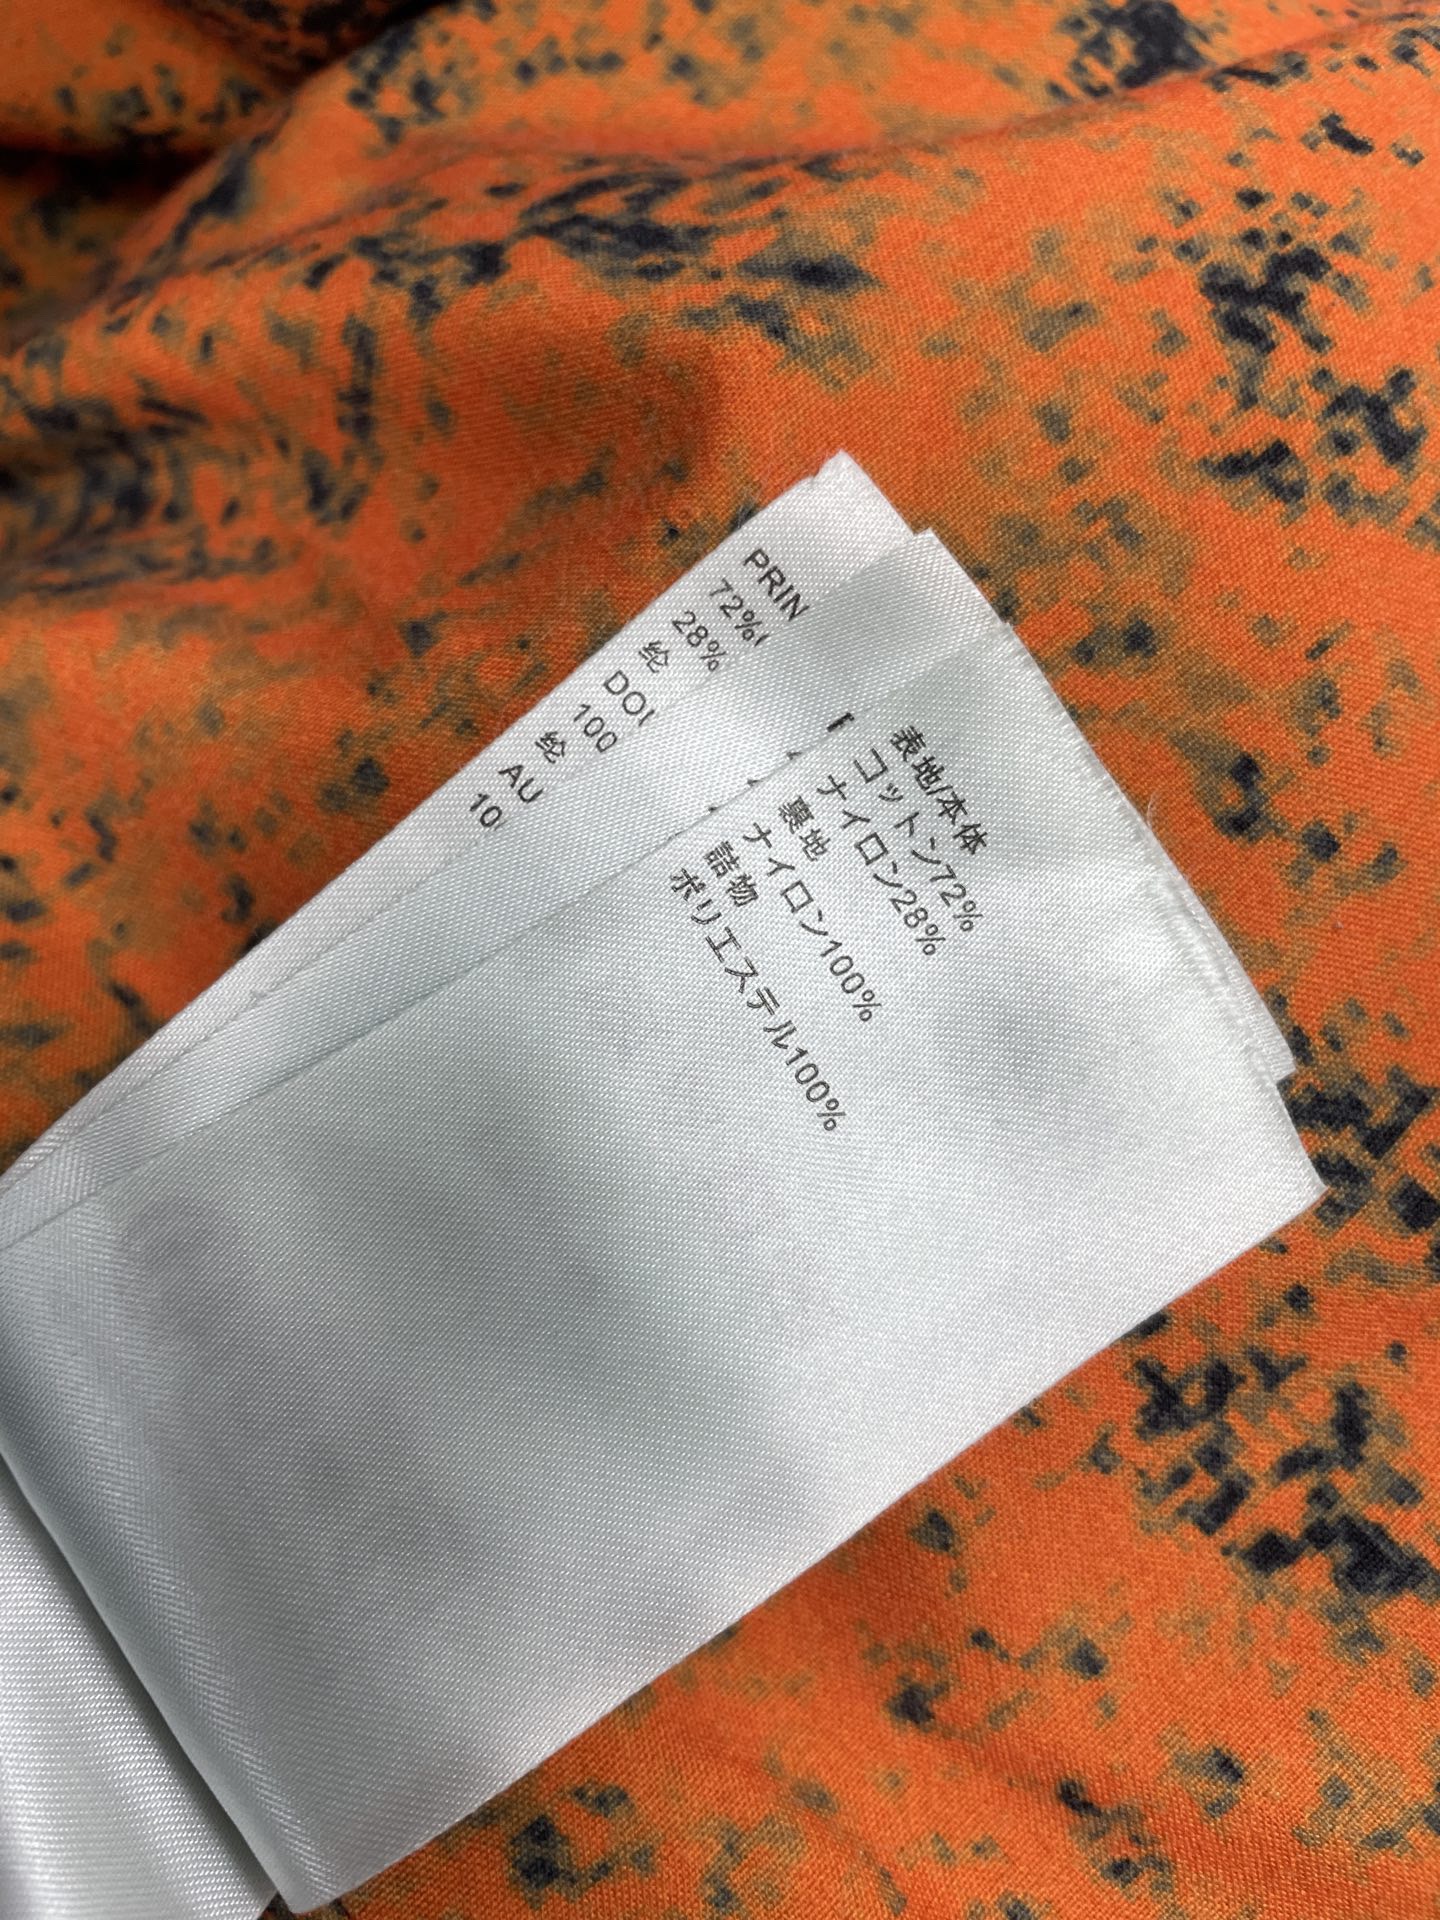 PRIN
72%
28%
纶
DOU
100
纶
AU
10
表地/本体
コットン72%
ナイロン28%
裏地
ナイロン100%
詰物
ポリエステル100%